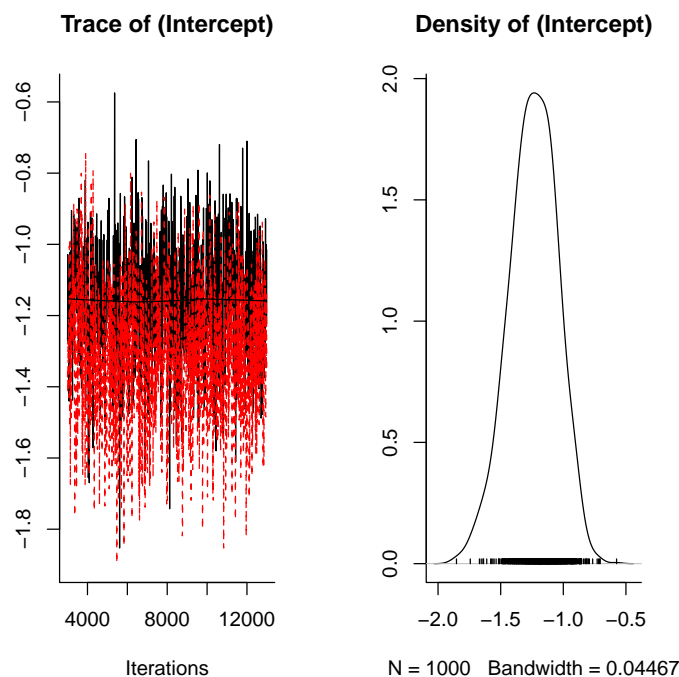 Trace of (Intercept)
−0.6
−0.8
−1.0
−1.2
−1.4
−1.6
−1.8
4000 8000 12000
Iterations
Density of (Intercept)
2.0
1.5
1.0
0.5
0.0
−2.0 −1.5 −1.0 −0.5
N = 1000 Bandwidth = 0.04467